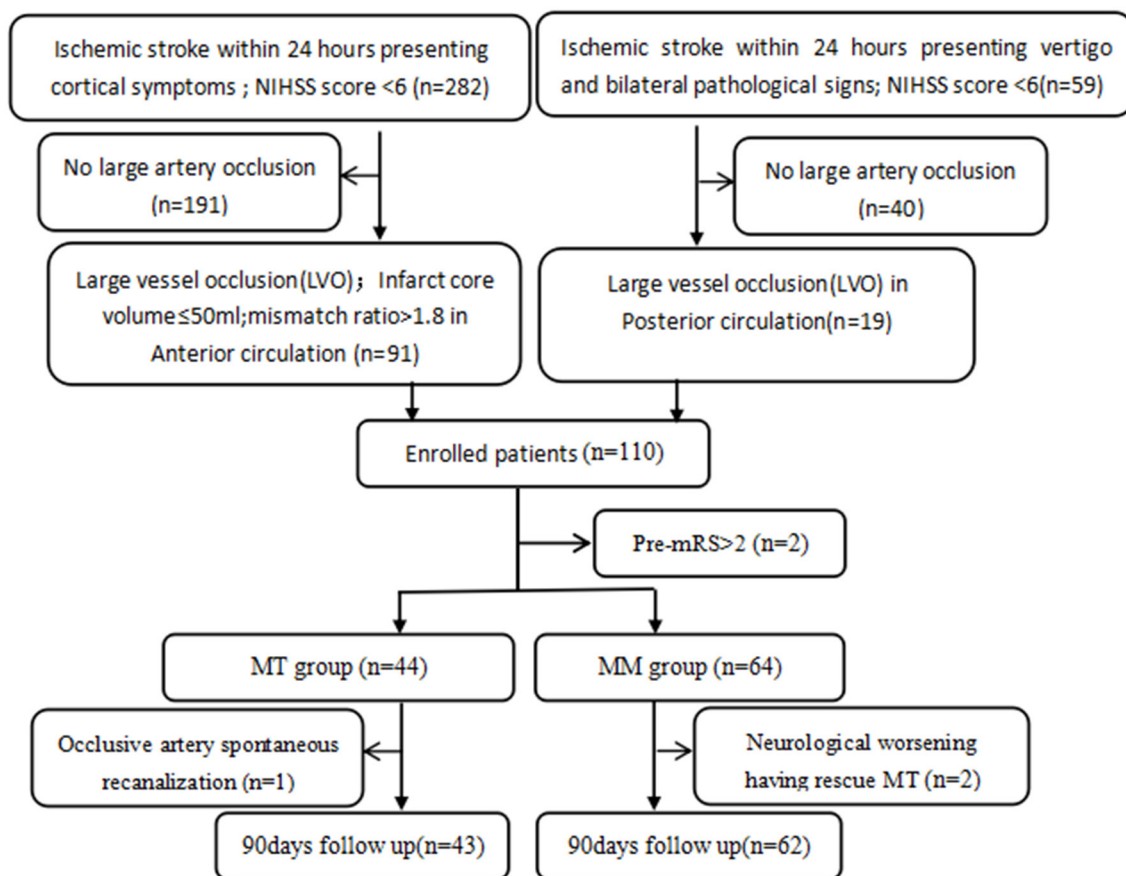 Ischemic stroke within 24 hours presenting
cortical symptoms ; NIHSS score <6 (n=282)
Ischemic stroke within 24 hours presenting vertigo
and bilateral pathological signs; NIHSS score <6(n=59)
No large artery occlusion
(n=191)
No large artery occlusion
(n=40)
Large vessel occlusion(LVO)；Infarct core
volume≤50ml;mismatch ratio>1.8 in
Anterior circulation (n=91)
Large vessel occlusion(LVO) in
Posterior circulation(n=19)
Enrolled patients (n=110)
Pre-mRS>2 (n=2)
MT group (n=44)
MM group (n=64)
Occlusive artery spontaneous
recanalization (n=1)
Neurological worsening
having rescue MT (n=2)
90days follow up(n=43)
90days follow up(n=62)